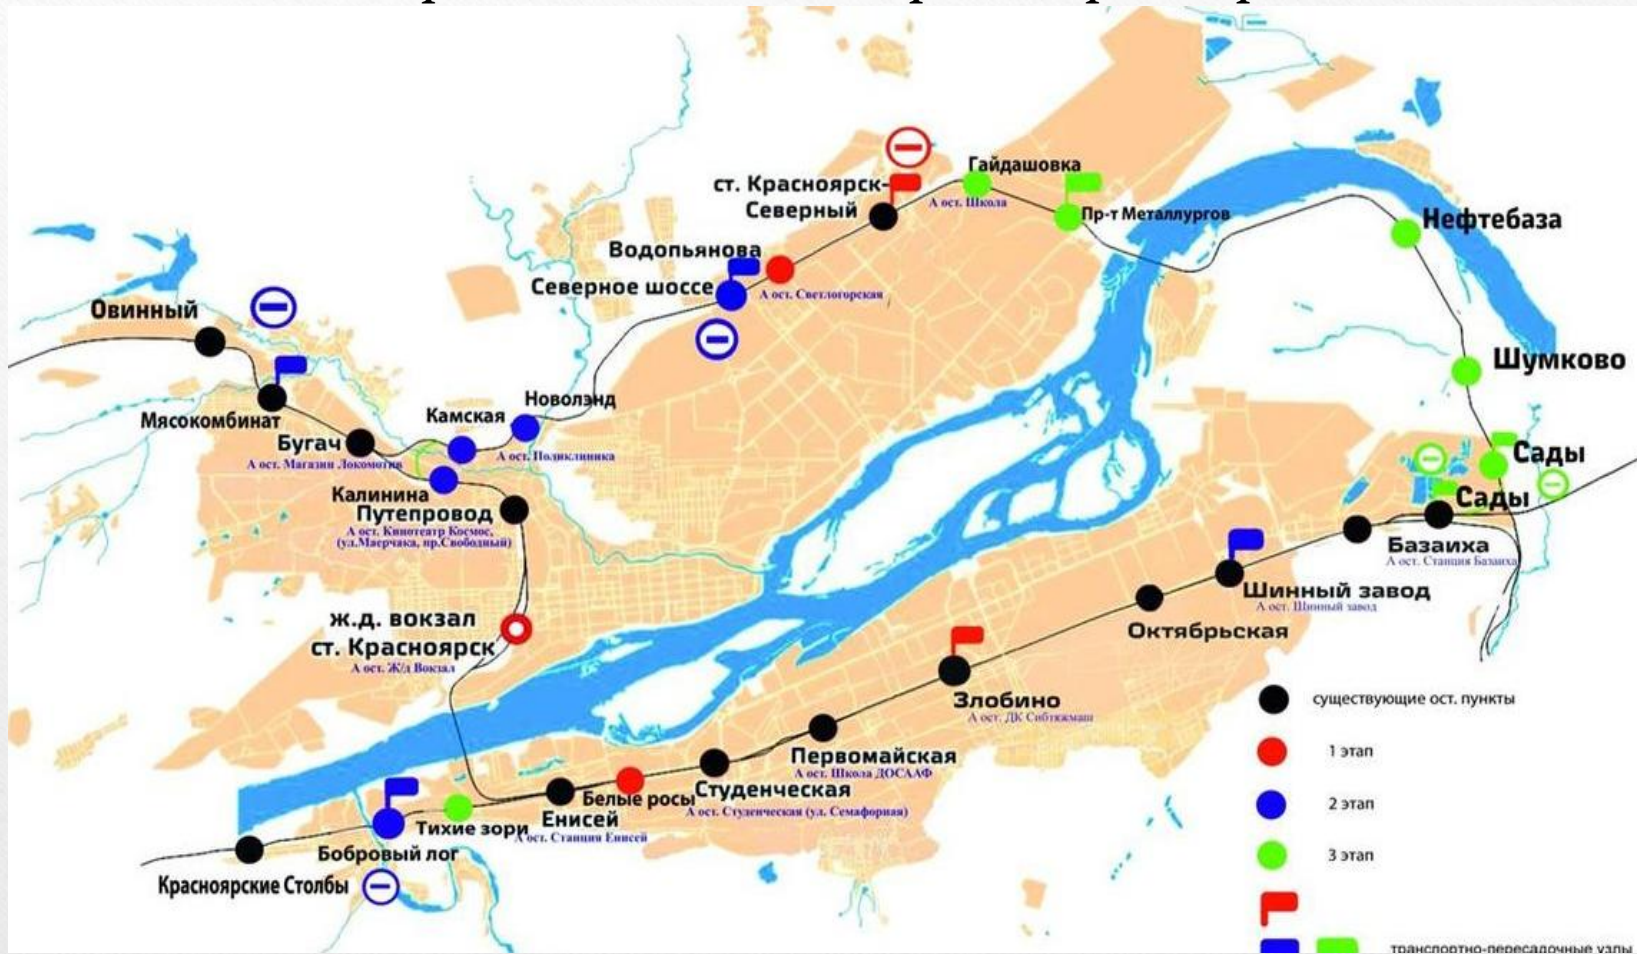 Гайдашовка
ст. Красноярск-
Северный
А ост. Школа
Пр-т Металлургов
Нефтебаза
Водопьянова
Северное шоссе
А ост. Светлогорская
Овинный
Шумково
Мясокомбинат
Камская
Новолэнд
Бугач
А ост. Магазин Локомотив
А ост. Поликлиника
Калинина
Путепровод
А ост. Кинотеатр Космос,
(ул.Маерчака, пр.Свободный)
Сады
Сады
Базаиха
А ост. Станция Базаиха
Шинный завод
А ост. Шинный завод
Октябрьская
ж.д. вокзал
ст. Красноярск
А ост. Ж/д Вокзал
Злобино
А ост. ДК Сибтяжмаш
Первомайская
А ост. Школа ДОСААФ
Студенческая
А ост. Студенческая (ул. Семафорная)
Белые росы
Енисей
А ост. Станция Енисей
Тихие зори
Бобровый лог
Красноярские Столбы
существующие ост. пункты
1 этап
2 этап
3 этап
транспортно-пересадочные узлы